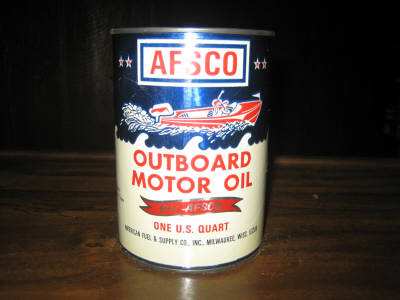 AFSCO
OUTBOARD
MOTOR OIL
AFSCO
ONE U.S. QUART
AMERICAN FUEL & SUPPLY CO., INC., MILWAUKEE, WISC. U.S.A.